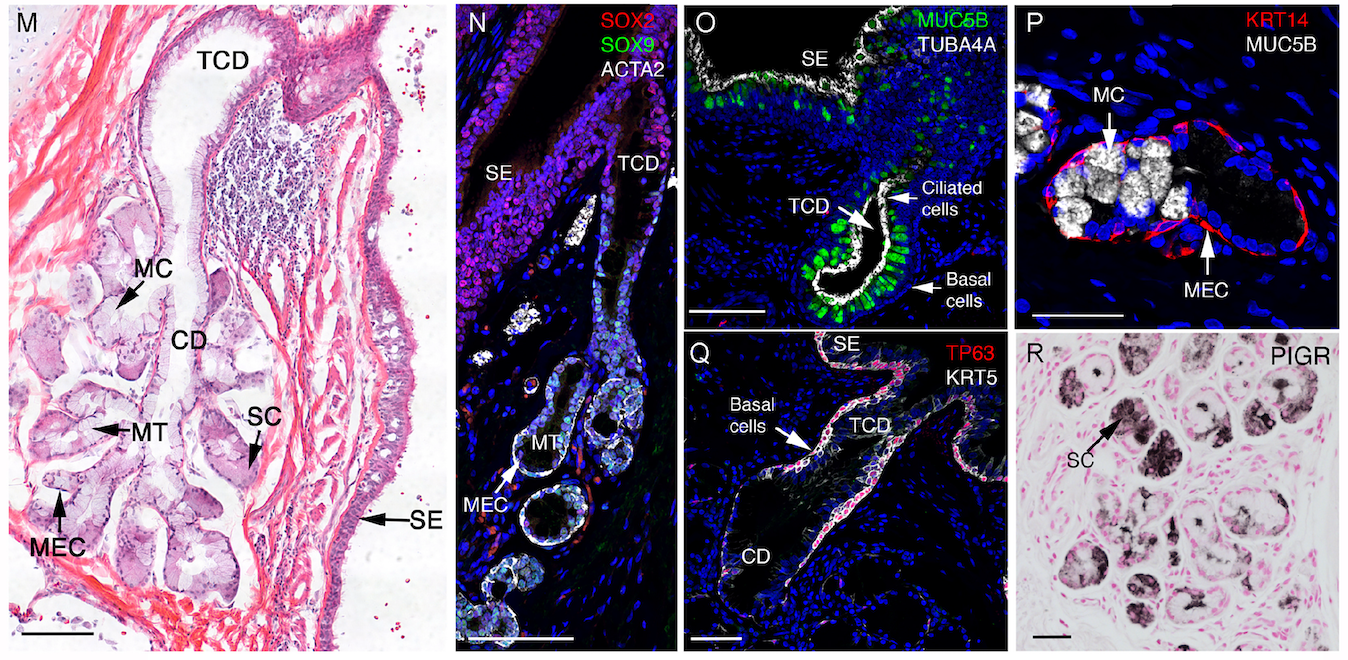 M
TCD
MC
CD
MT
SC
MEC
SE
N
SOX2
SOX9
ACTA2
SE
TCD
MT
MEC
O
MUC5B
TUBA4A
SE
TCD
Ciliated
cells
Basal
cells
P
KRT14
MUC5B
MC
MEC
Q
TP63
KRT5
SE
Basal
cells
TCD
CD
R
PIGR
SC